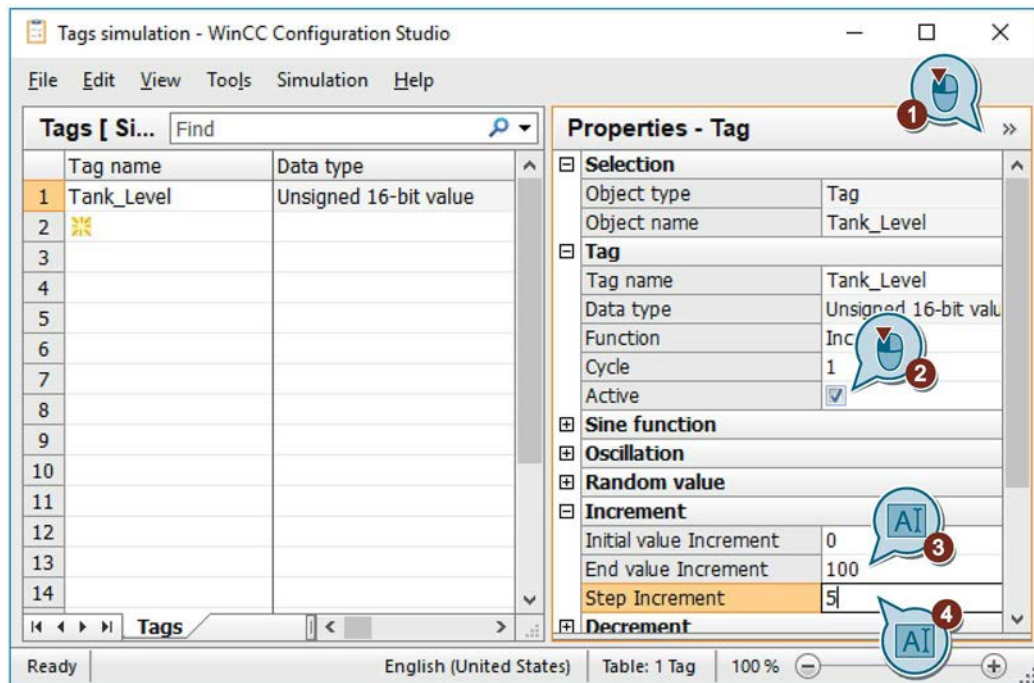 Tags simulation - WinCC Configuration Studio
File Edit View Tools Simulation Help
1
Tags [ Si... Find
Properties - Tag
Tag name Data type
1 Tank_Level Unsigned 16-bit value
2
3
4
5
6
7
8
9
10
11
12
13
14
Tags
Selection
Object type Tag
Object name Tank_Level
Tag
Tag name Tank_Level
Data type Unsigned 16-bit valu
Function Inc
Cycle 1
2
Active
Sine function
Oscillation
Random value
Increment
AI
Initial value Increment 0
3
End value Increment 100
Step Increment 5
4
AI
Decrement
Ready English (United States) Table: 1 Tag 100 %